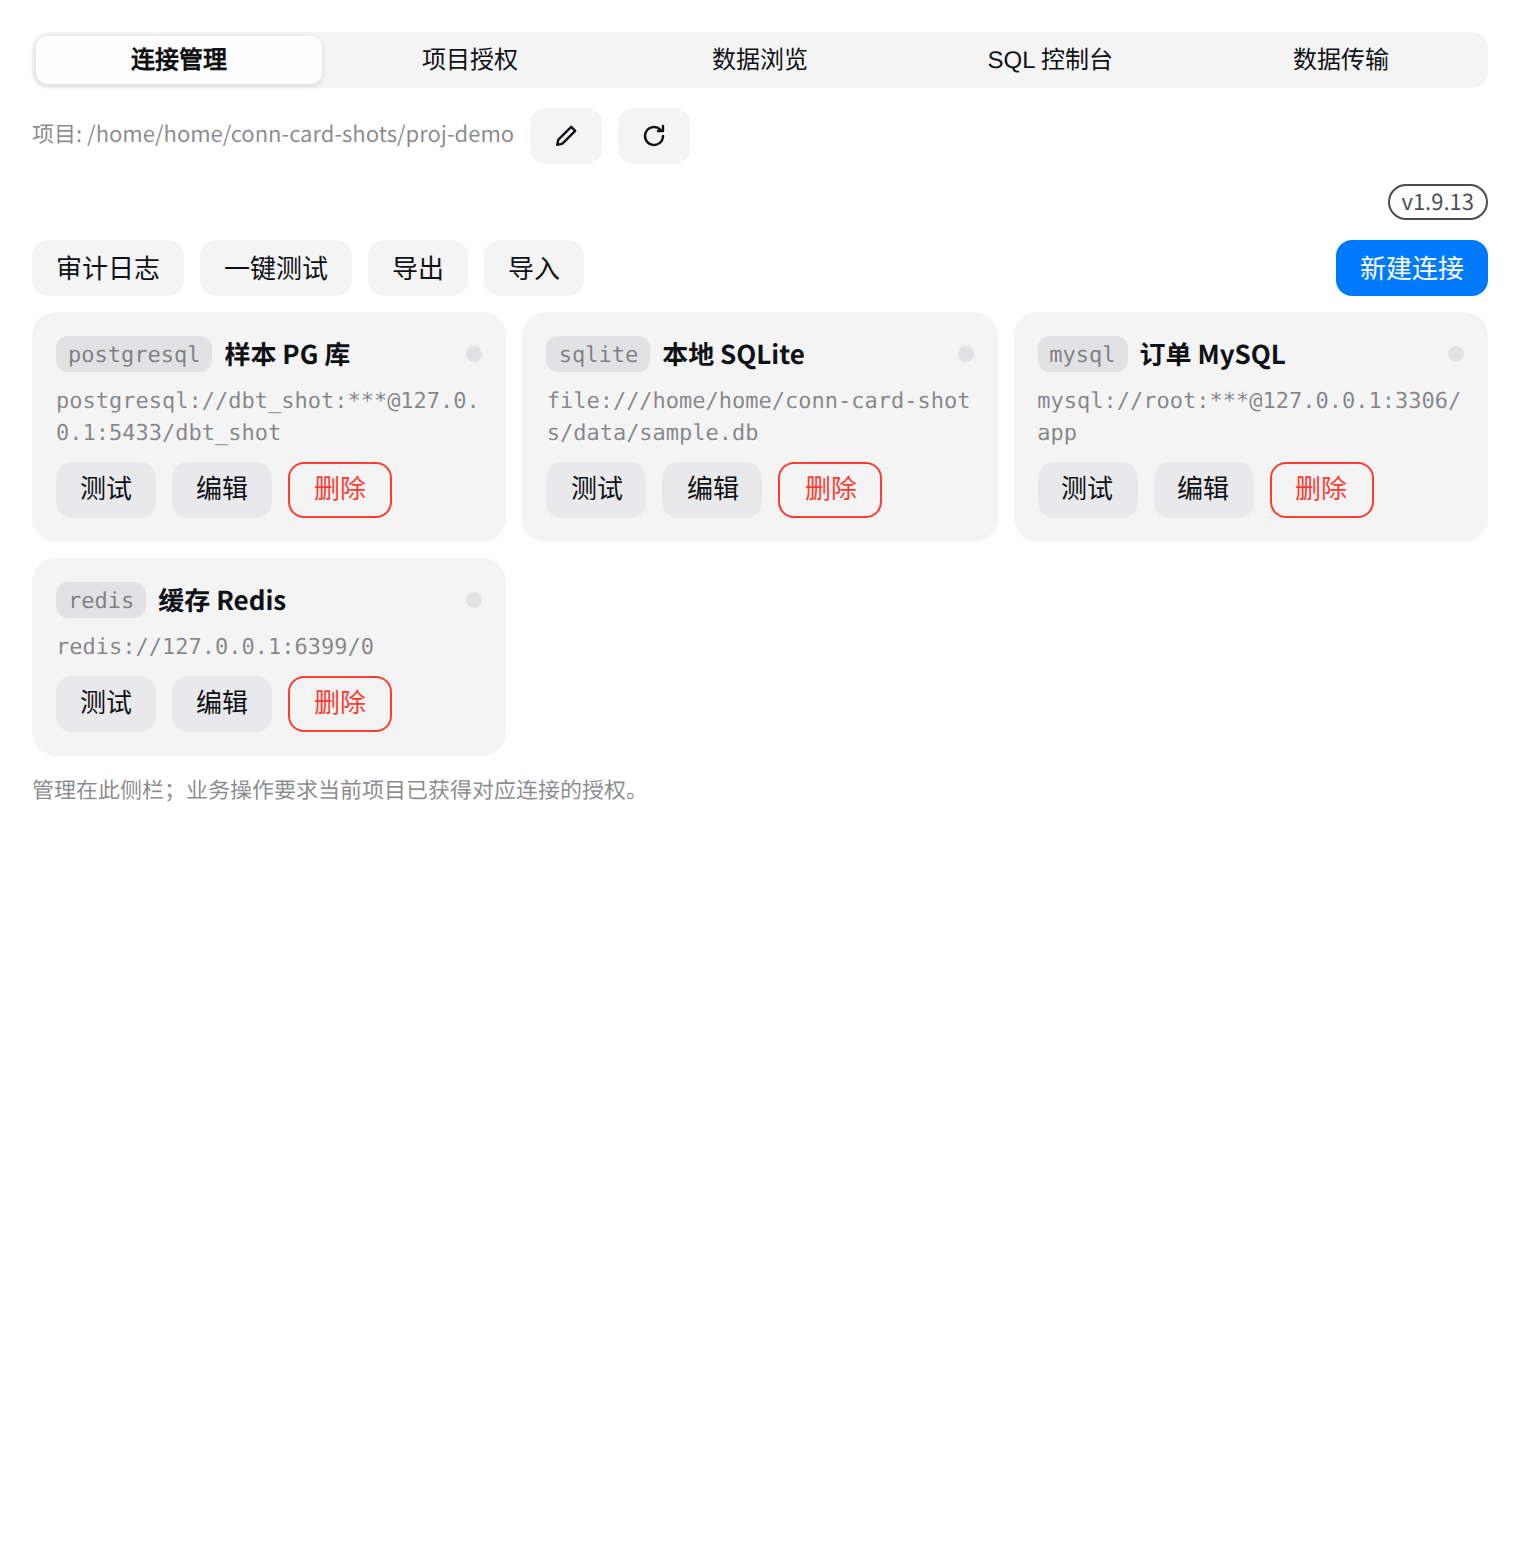 连接管理 项目授权 数据浏览 SQL 控制台 数据传输
项目: /home/home/conn-card-shots/proj-demo
v1.9.13
审计日志 一键测试 导出 导入 新建连接
postgresql 样本 PG 库
postgresql://dbt_shot:***@127.0.
0.1:5433/dbt_shot
测试 编辑 删除
sqlite 本地 SQLite
file:///home/home/conn-card-shot
s/data/sample.db
测试 编辑 删除
mysql 订单 MySQL
mysql://root:***@127.0.0.1:3306/
app
测试 编辑 删除
redis 缓存 Redis
redis://127.0.0.1:6399/0
测试 编辑 删除
管理在此侧栏；业务操作要求当前项目已获得对应连接的授权。